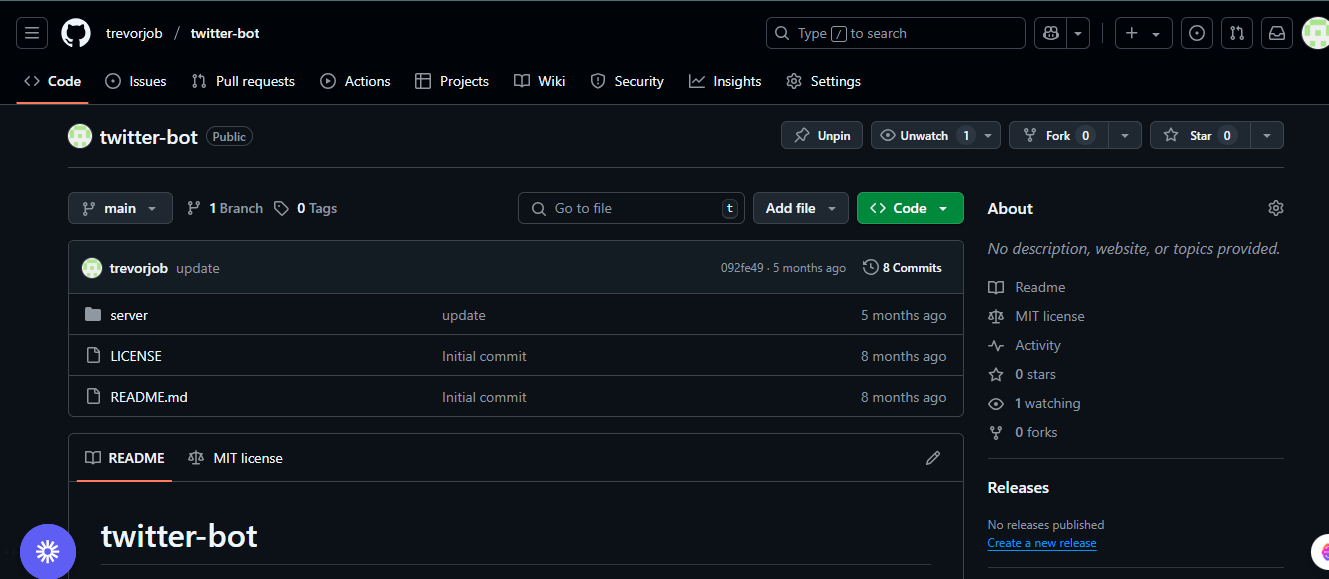 trevorjob / twitter-bot
Type / to search
Code
Issues
Pull requests
Actions
Projects
Wiki
Security
Insights
Settings
twitter-bot Public
Unpin
Unwatch 1
Fork 0
Star 0
main
1 Branch
0 Tags
Go to file t
Add file
Code
trevorjob update
092fe49 · 5 months ago
8 Commits
server update 5 months ago
LICENSE Initial commit 8 months ago
README.md Initial commit 8 months ago
README
MIT license
twitter-bot
About
No description, website, or topics provided.
Readme
MIT license
Activity
0 stars
1 watching
0 forks
Releases
No releases published
Create a new release